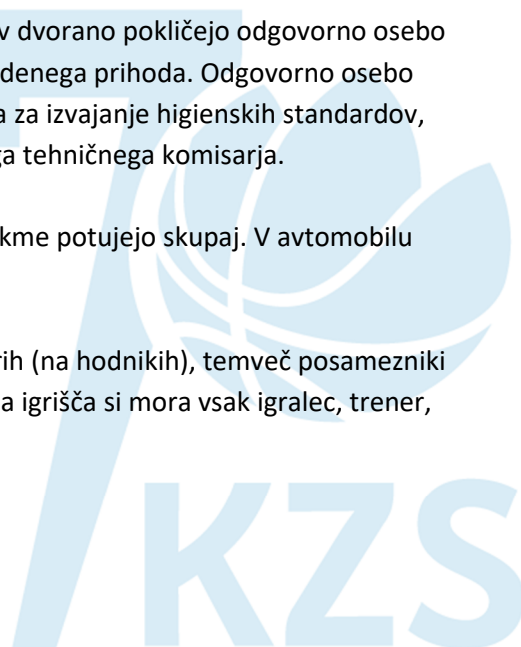 v dvorano pokličejo odgovorno osebo
denega prihoda. Odgovorno osebo
a za izvajanje higienskih standardov,
ga tehničnega komisarja.
kme potujejo skupaj. V avtomobilu
rih (na hodnikih), temveč posamezniki
a igrišča si mora vsak igralec, trener,
KZS